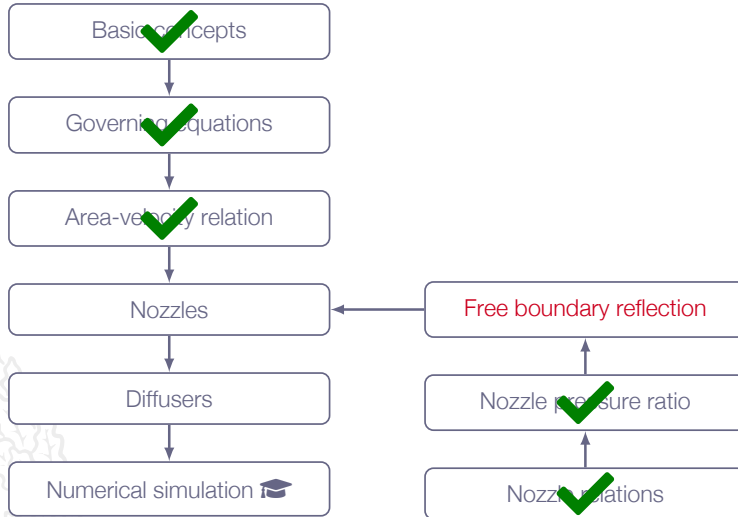 Basic concepts
Governing equations
Area-velocity relation
Nozzles
Free boundary reflection
Diffusers
Nozzle pressure ratio
Numerical simulation
Nozzle relations